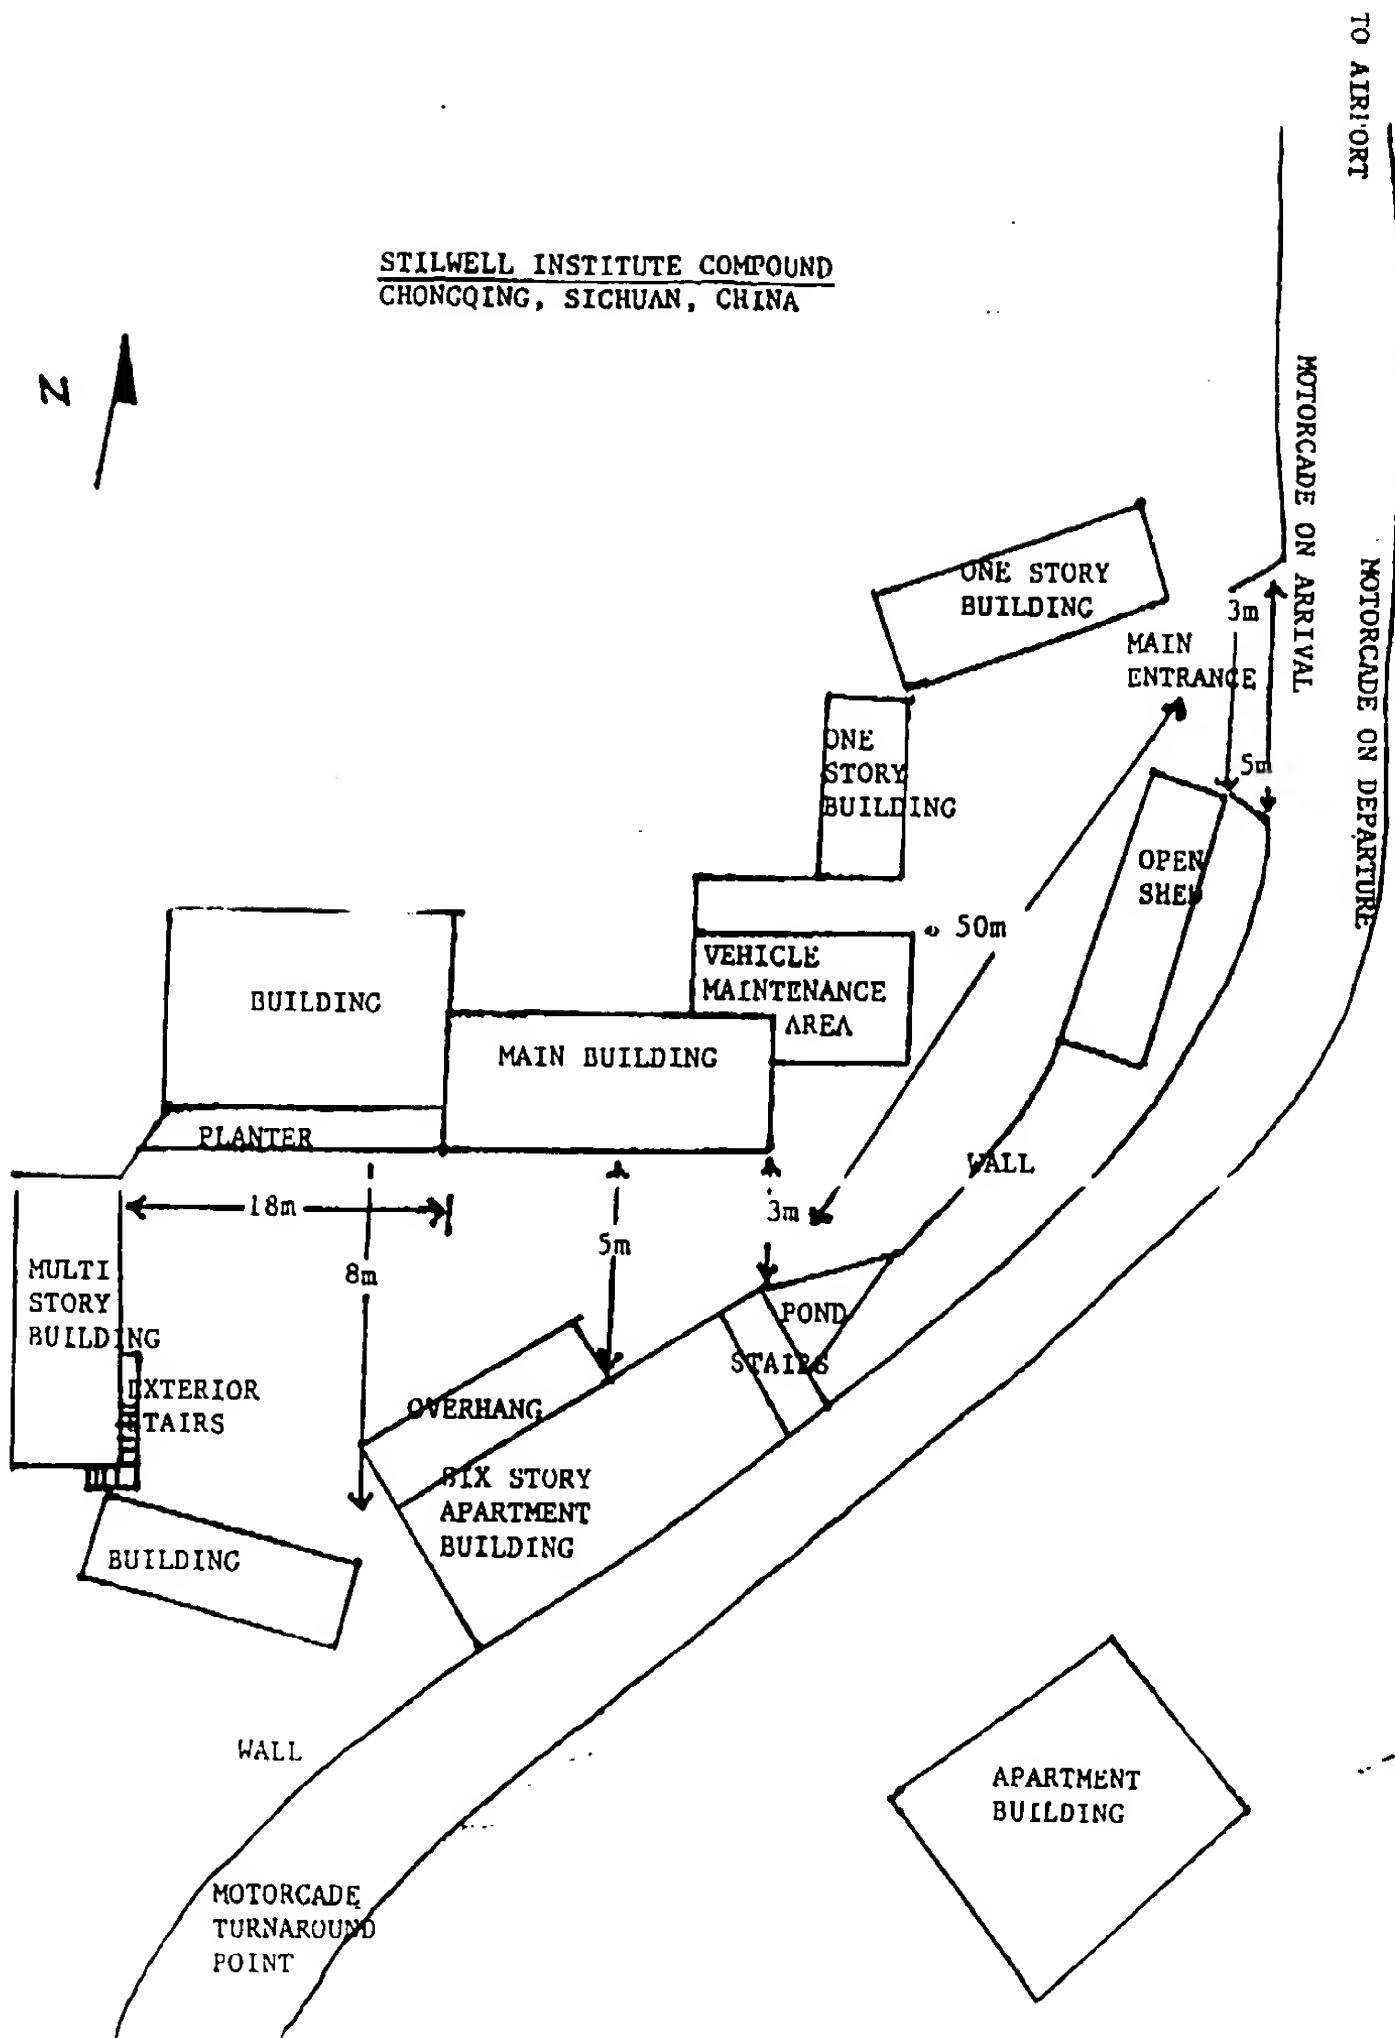 TO AIRPORT
STILWELL INSTITUTE COMPOUND
CHONGQING, SICHUAN, CHINA
N
MOTORCADE ON ARRIVAL
MOTORCADE ON DEPARTURE
ONE STORY
BUILDING
3m
MAIN
ENTRANCE
ONE
STORY
BUILDING
5m
OPEN
SHED
50m
VEHICLE
MAINTENANCE
AREA
BUILDING
MAIN BUILDING
PLANTER
WALL
18m
3m
5m
8m
MULTI
STORY
BUILDING
POND
STAIRS
EXTERIOR
STAIRS
OVERHANG
SIX STORY
APARTMENT
BUILDING
BUILDING
WALL
APARTMENT
BUILDING
MOTORCADE
TURNAROUND
POINT